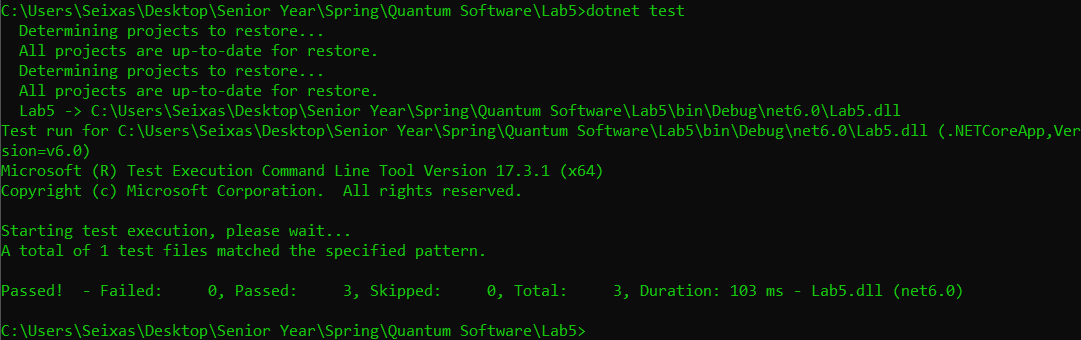 C:\Users\Seixas\Desktop\Senior Year\Spring\Quantum Software\Lab5>dotnet test
  Determining projects to restore...
  All projects are up-to-date for restore.
  Determining projects to restore...
  All projects are up-to-date for restore.
  Lab5 -> C:\Users\Seixas\Desktop\Senior Year\Spring\Quantum Software\Lab5\bin\Debug\net6.0\Lab5.dll
Test run for C:\Users\Seixas\Desktop\Senior Year\Spring\Quantum Software\Lab5\bin\Debug\net6.0\Lab5.dll (.NETCoreApp,Ver
sion=v6.0)
Microsoft (R) Test Execution Command Line Tool Version 17.3.1 (x64)
Copyright (c) Microsoft Corporation.  All rights reserved.

Starting test execution, please wait...
A total of 1 test files matched the specified pattern.

Passed!  - Failed:     0, Passed:     3, Skipped:     0, Total:     3, Duration: 103 ms - Lab5.dll (net6.0)

C:\Users\Seixas\Desktop\Senior Year\Spring\Quantum Software\Lab5>